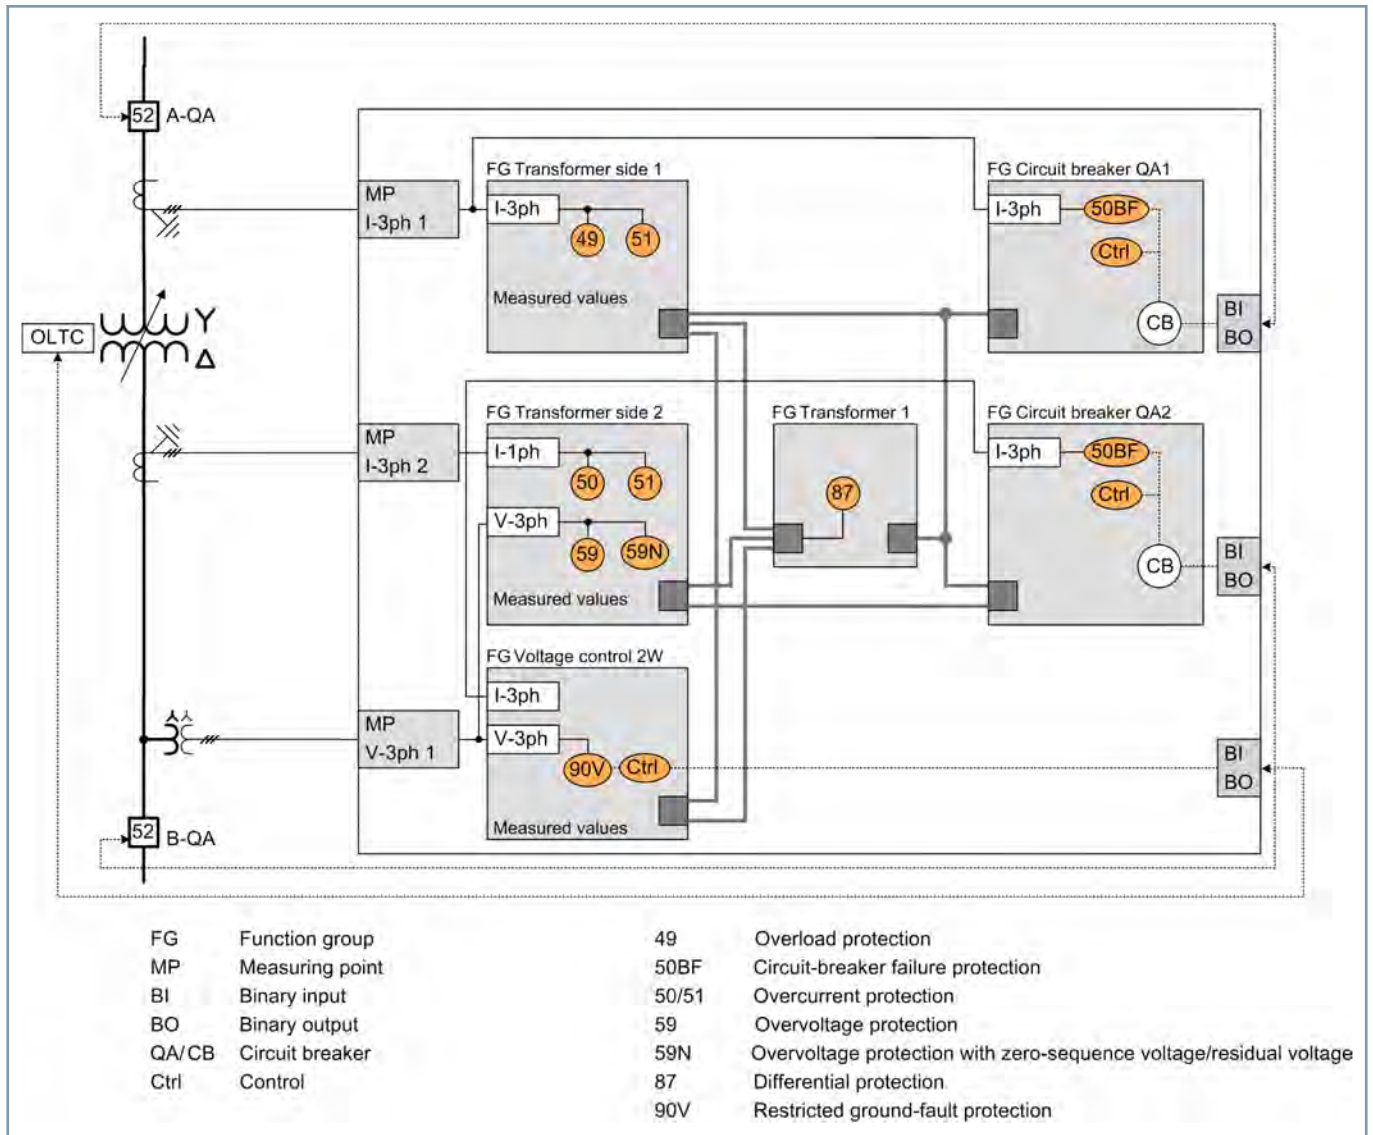 52 A-QA
OLTC
Y
Δ
52 B-QA
MP
I-3ph 1
MP
I-3ph 2
MP
V-3ph 1
FG Transformer side 1
I-3ph
49
51
Measured values
FG Transformer side 2
I-1ph
50
51
V-3ph
59
59N
Measured values
FG Voltage control 2W
I-3ph
V-3ph
90V
Ctrl
Measured values
FG Transformer 1
87
FG Circuit breaker QA1
I-3ph
50BF
Ctrl
CB
BI
BO
FG Circuit breaker QA2
I-3ph
50BF
Ctrl
CB
BI
BO
BI
BO
FG Function group
MP Measuring point
BI Binary input
BO Binary output
QA/CB Circuit breaker
Ctrl Control
49 Overload protection
50BF Circuit-breaker failure protection
50/51 Overcurrent protection
59 Overvoltage protection
59N Overvoltage protection with zero-sequence voltage/residual voltage
87 Differential protection
90V Restricted ground-fault protection